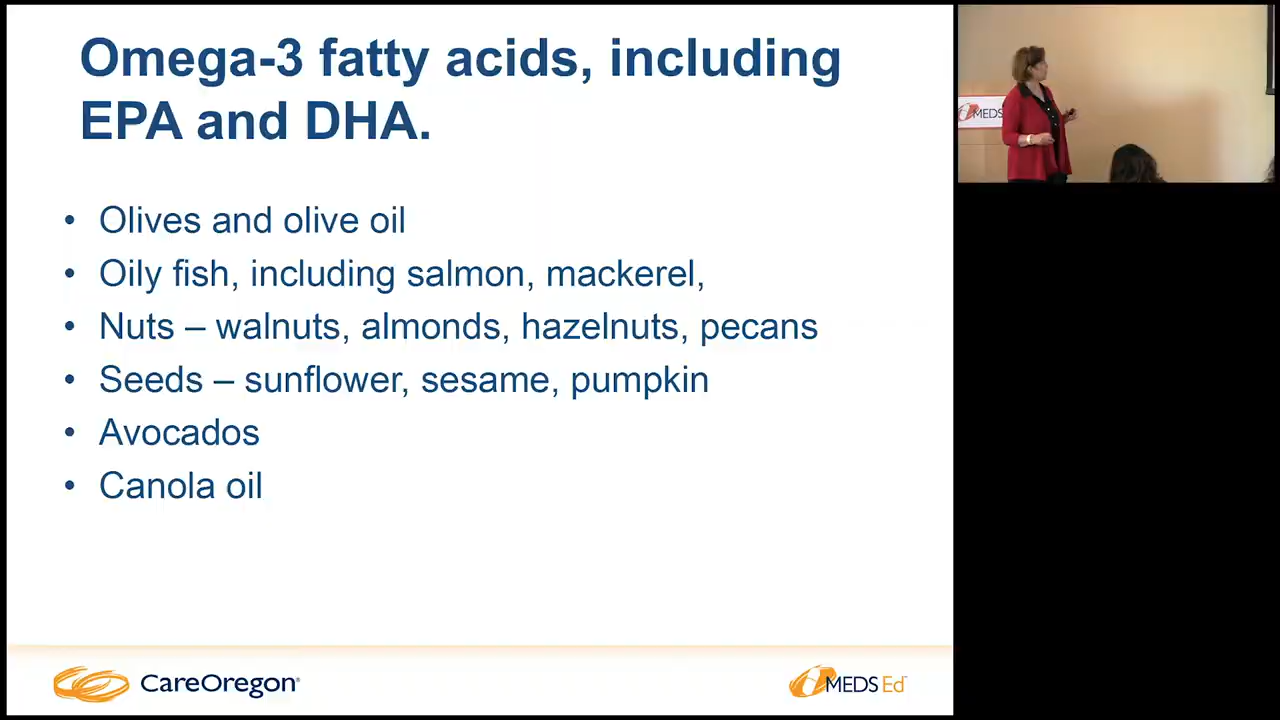 Omega-3 fatty acids, including
EPA and DHA.
• Olives and olive oil
• Oily fish, including salmon, mackerel,
• Nuts – walnuts, almonds, hazelnuts, pecans
• Seeds – sunflower, sesame, pumpkin
• Avocados
• Canola oil
CareOregon®
MEDS Ed
MEDS